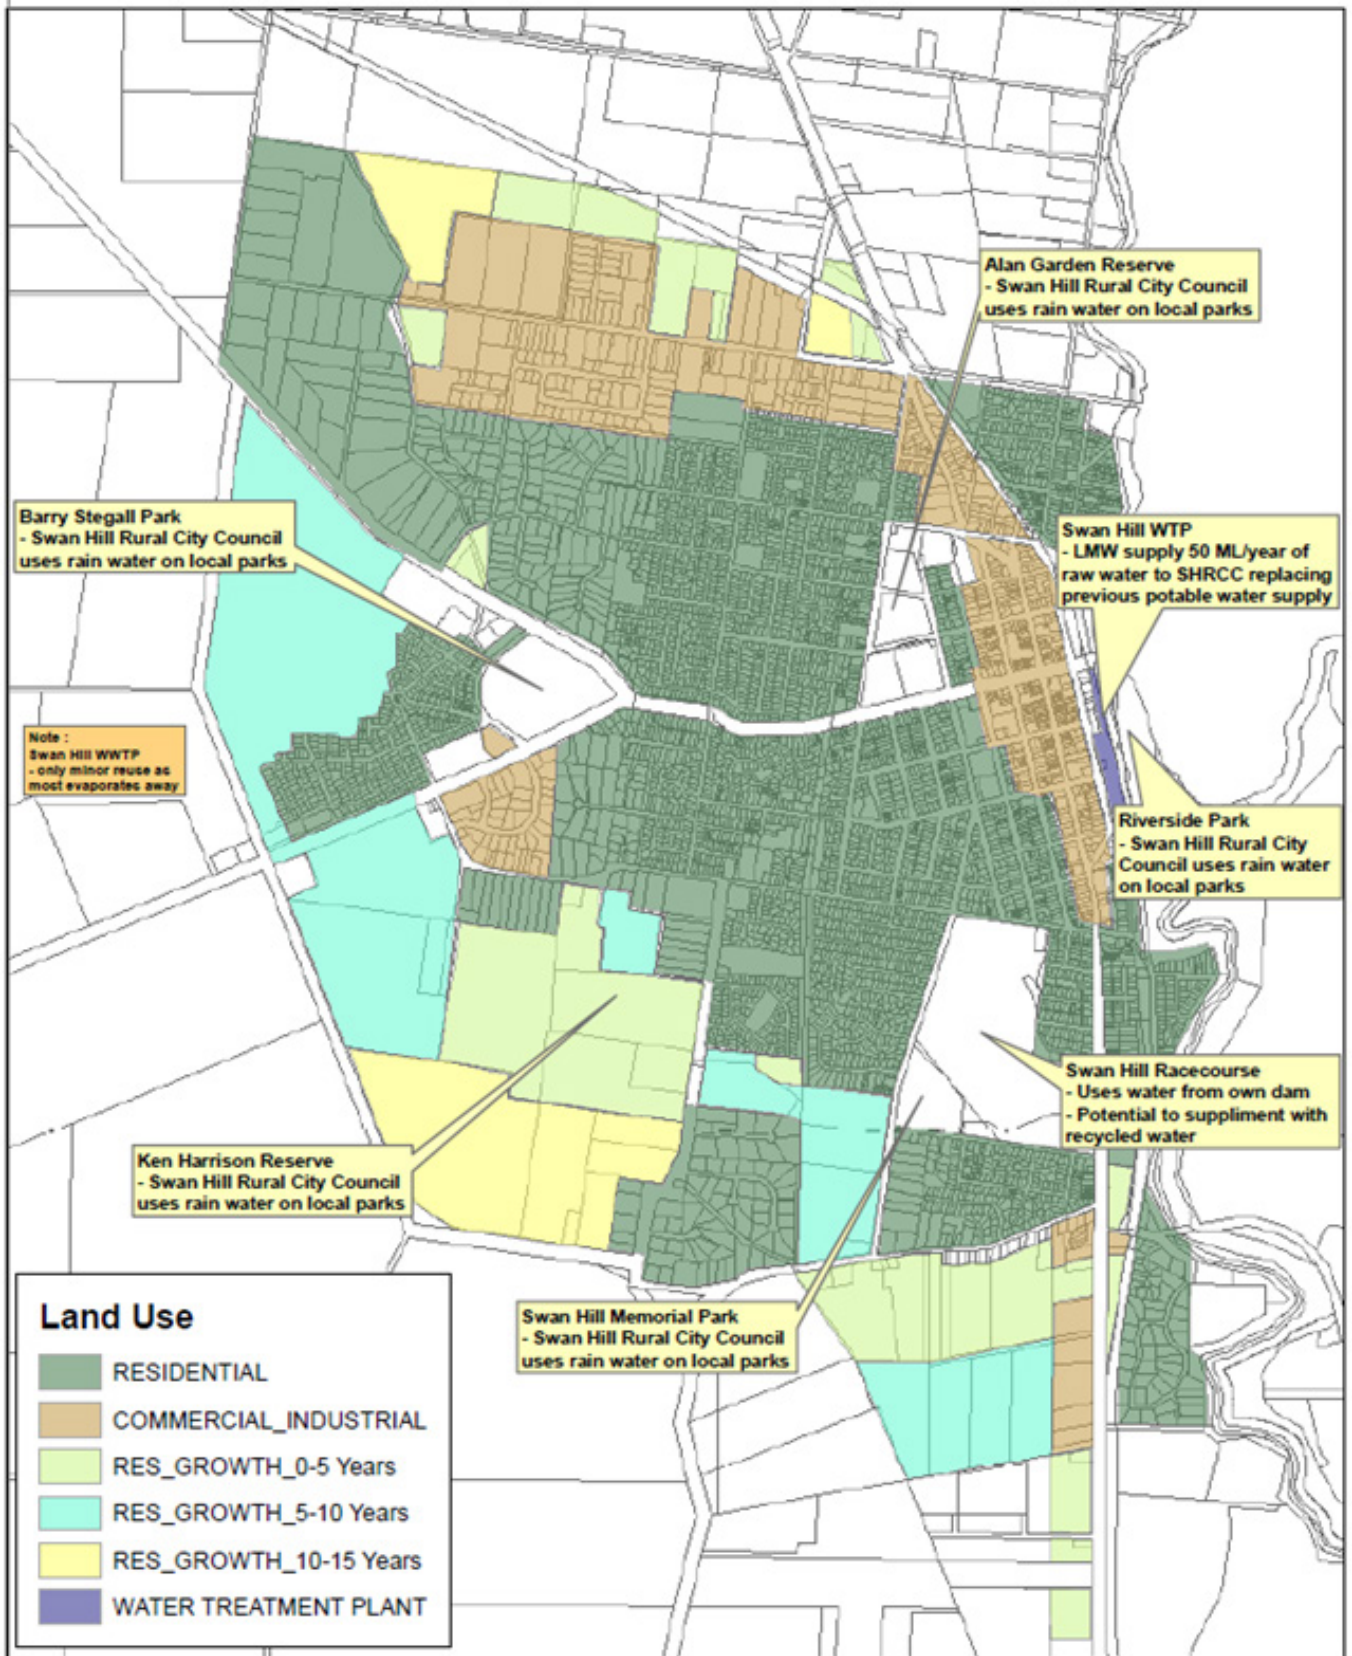 Alan Garden Reserve
- Swan Hill Rural City Council
uses rain water on local parks
Barry Stegall Park
- Swan Hill Rural City Council
uses rain water on local parks
Swan Hill WTP
- LMW supply 50 ML/year of
raw water to SHRCC replacing
previous potable water supply
Note :
Swan Hill WWTP
- only minor reuse as
most evaporates away
Riverside Park
- Swan Hill Rural City
Council uses rain water
on local parks
Swan Hill Racecourse
- Uses water from own dam
- Potential to suppliment with
recycled water
Ken Harrison Reserve
- Swan Hill Rural City Council
uses rain water on local parks
Swan Hill Memorial Park
- Swan Hill Rural City Council
uses rain water on local parks
Land Use
RESIDENTIAL
COMMERCIAL_INDUSTRIAL
RES_GROWTH_0-5 Years
RES_GROWTH_5-10 Years
RES_GROWTH_10-15 Years
WATER TREATMENT PLANT